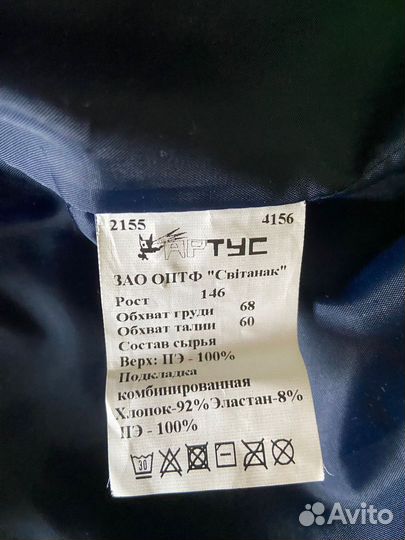 2155 4156
АРТУС
ЗАО ОПТФ "Світанак"
Рост 146
Обхват груди 68
Обхват талии 60
Состав сырья
Верх: ПЭ - 100%
Подкладка
комбинированная
Хлопок-92%Эластан-8%
ПЭ - 100%
30
Avito